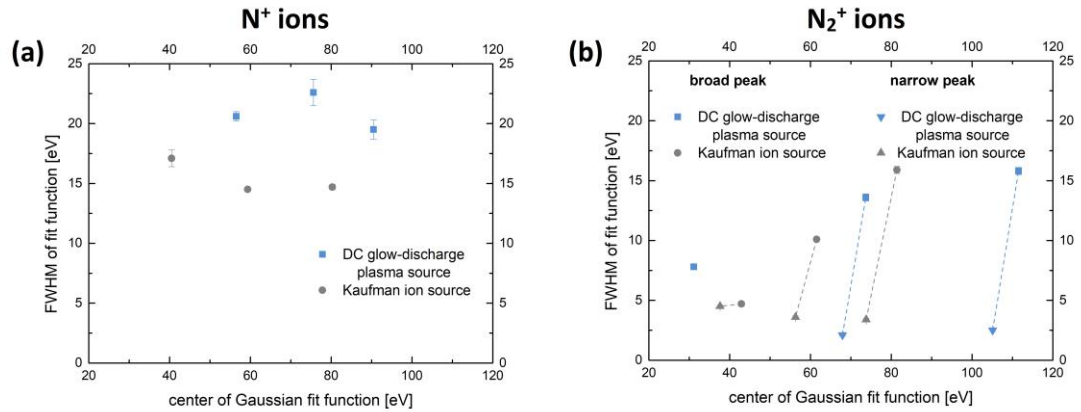 N⁺ ions
N₂⁺ ions
(a)
20 40 60 80 100 120
25 25
20 20
15 15
10 10
5 5
0 0
FWHM of fit function [eV]
DC glow-discharge
plasma source
Kaufman ion source
20 40 60 80 100 120
center of Gaussian fit function [eV]
(b)
20 40 60 80 100 120
25 25
20 20
15 15
10 10
5 5
0 0
FWHM of fit function [eV]
broad peak
DC glow-discharge
plasma source
Kaufman ion source
narrow peak
DC glow-discharge
plasma source
Kaufman ion source
20 40 60 80 100 120
center of Gaussian fit function [eV]